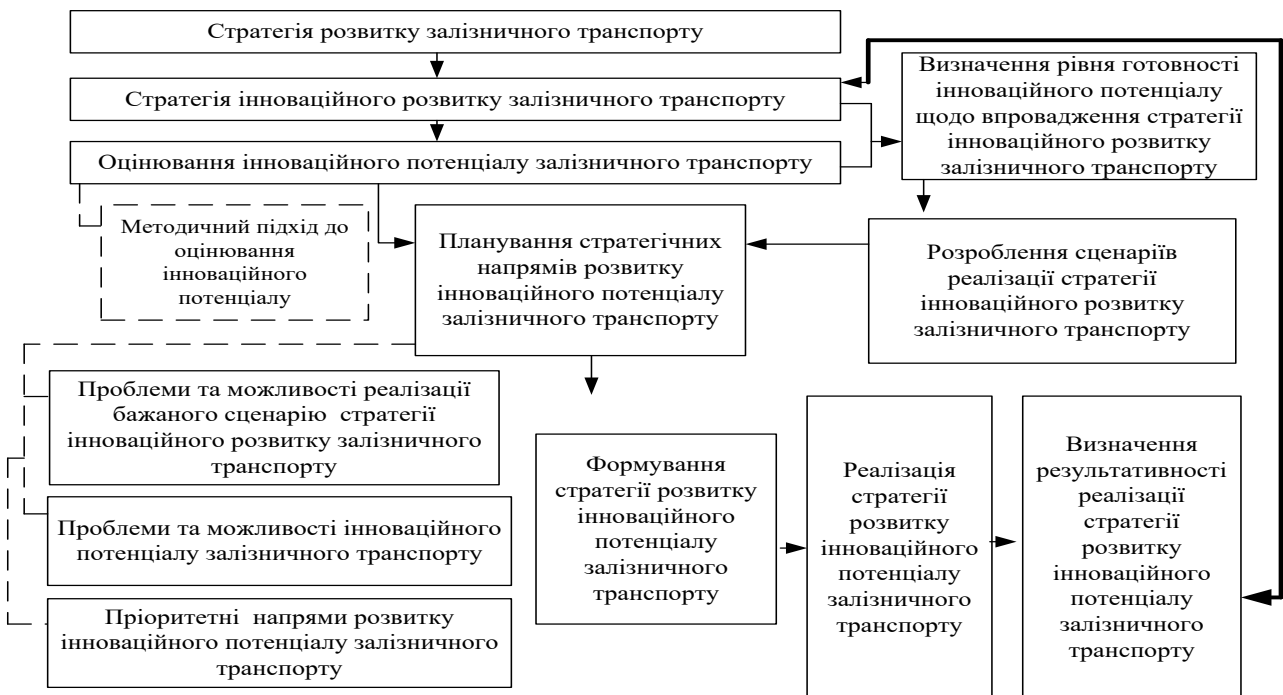 Стратегія розвитку залізничного транспорту
Стратегія інноваційного розвитку залізничного транспорту
Визначення рівня готовності
інноваційного потенціалу
щодо впровадження стратегії
інноваційного розвитку
залізничного транспорту
Оцінювання інноваційного потенціалу залізничного транспорту
Методичний підхід до
оцінювання
інноваційного
потенціалу
Планування стратегічних
напрямів розвитку
інноваційного потенціалу
залізничного транспорту
Розроблення сценаріїв
реалізації стратегії
інноваційного розвитку
залізничного транспорту
Проблеми та можливості реалізації
бажаного сценарію стратегії
інноваційного розвитку залізничного
транспорту
Проблеми та можливості інноваційного
потенціалу залізничного транспорту
Пріоритетні напрями розвитку
інноваційного потенціалу залізничного
транспорту
Формування
стратегії розвитку
інноваційного
потенціалу
залізничного
транспорту
Реалізація
стратегії
розвитку
інноваційного
потенціалу
залізничного
транспорту
Визначення
результативності
реалізації
стратегії
розвитку
інноваційного
потенціалу
залізничного
транспорту